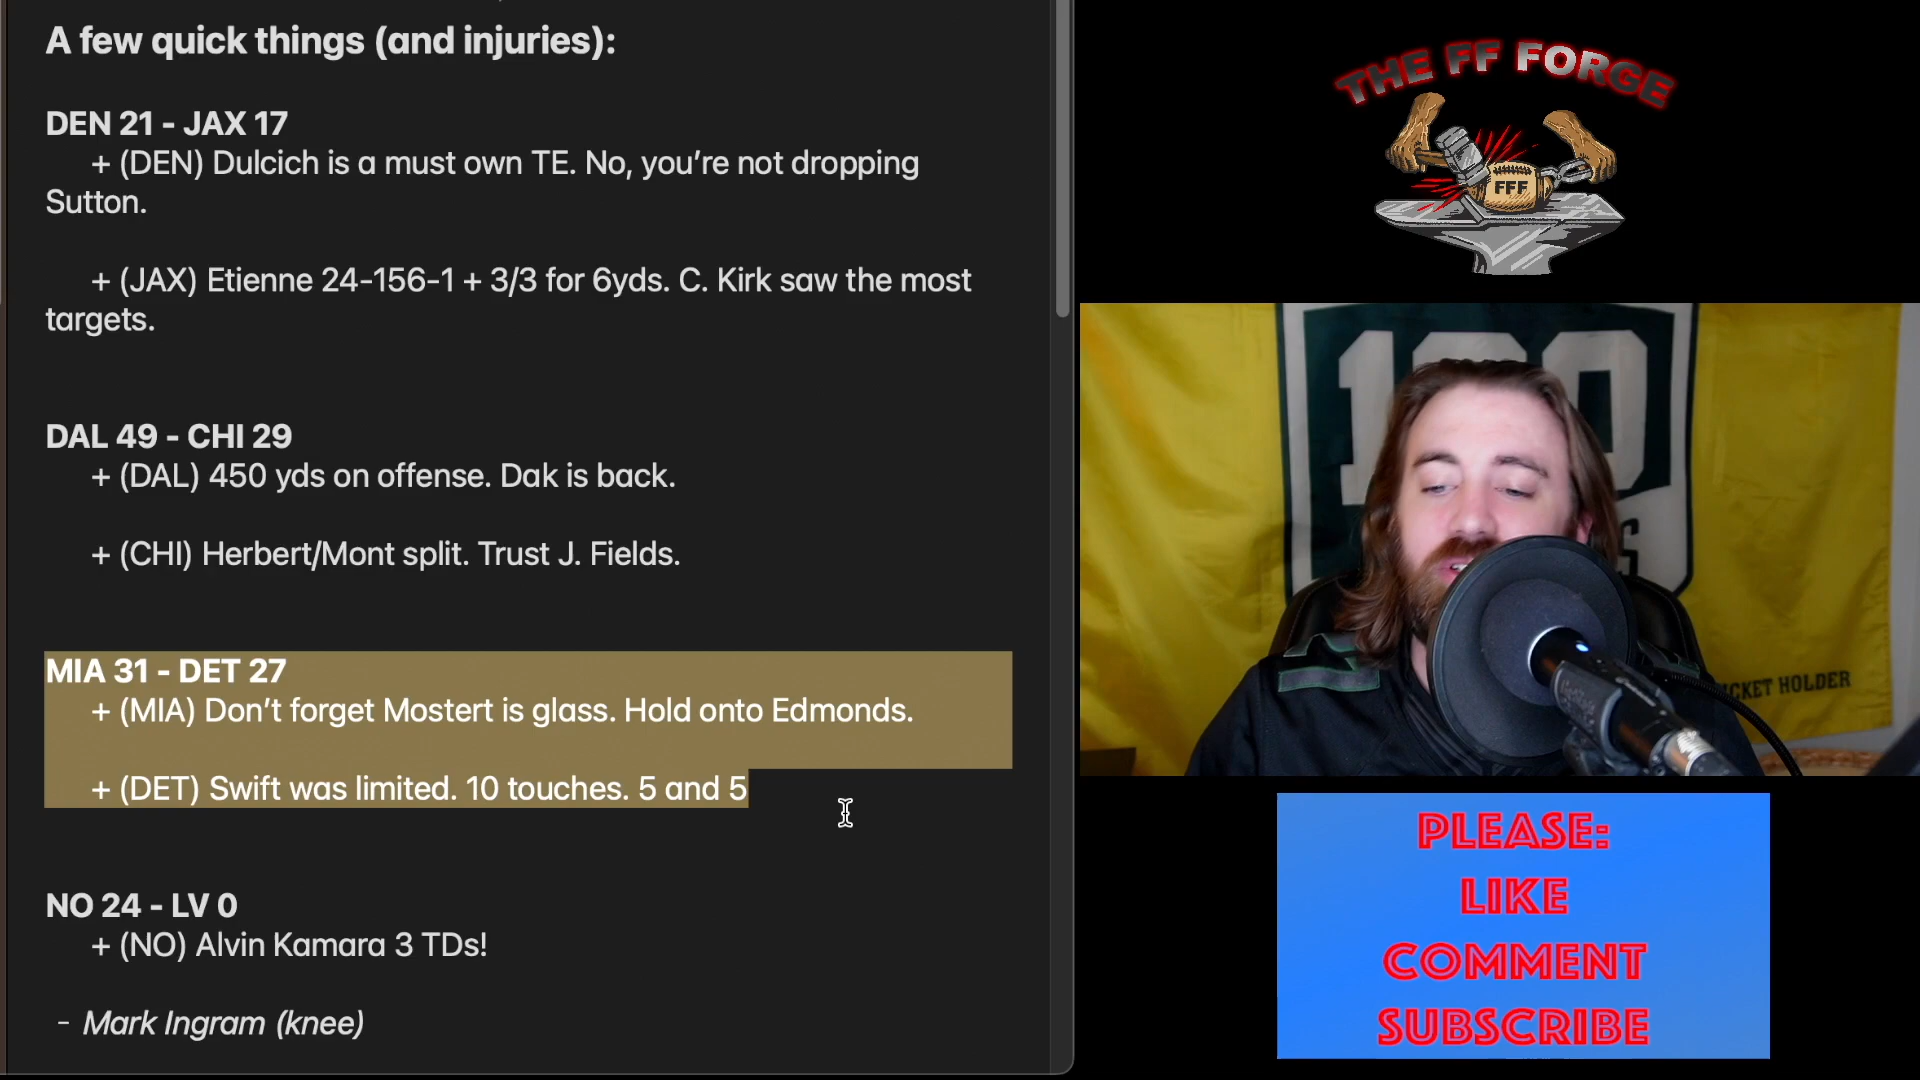 A few quick things (and injuries):
DEN 21 - JAX 17
+ (DEN) Dulcich is a must own TE. No, you’re not dropping
Sutton.
+ (JAX) Etienne 24-156-1 + 3/3 for 6yds. C. Kirk saw the most
targets.
DAL 49 - CHI 29
+ (DAL) 450 yds on offense. Dak is back.
+ (CHI) Herbert/Mont split. Trust J. Fields.
MIA 31 - DET 27
+ (MIA) Don’t forget Mostert is glass. Hold onto Edmonds.
+ (DET) Swift was limited. 10 touches. 5 and 5
NO 24 - LV 0
+ (NO) Alvin Kamara 3 TDs!
- Mark Ingram (knee)
THE FF FORGE
FFF
100
HOLDER
PLEASE:
LIKE
COMMENT
SUBSCRIBE